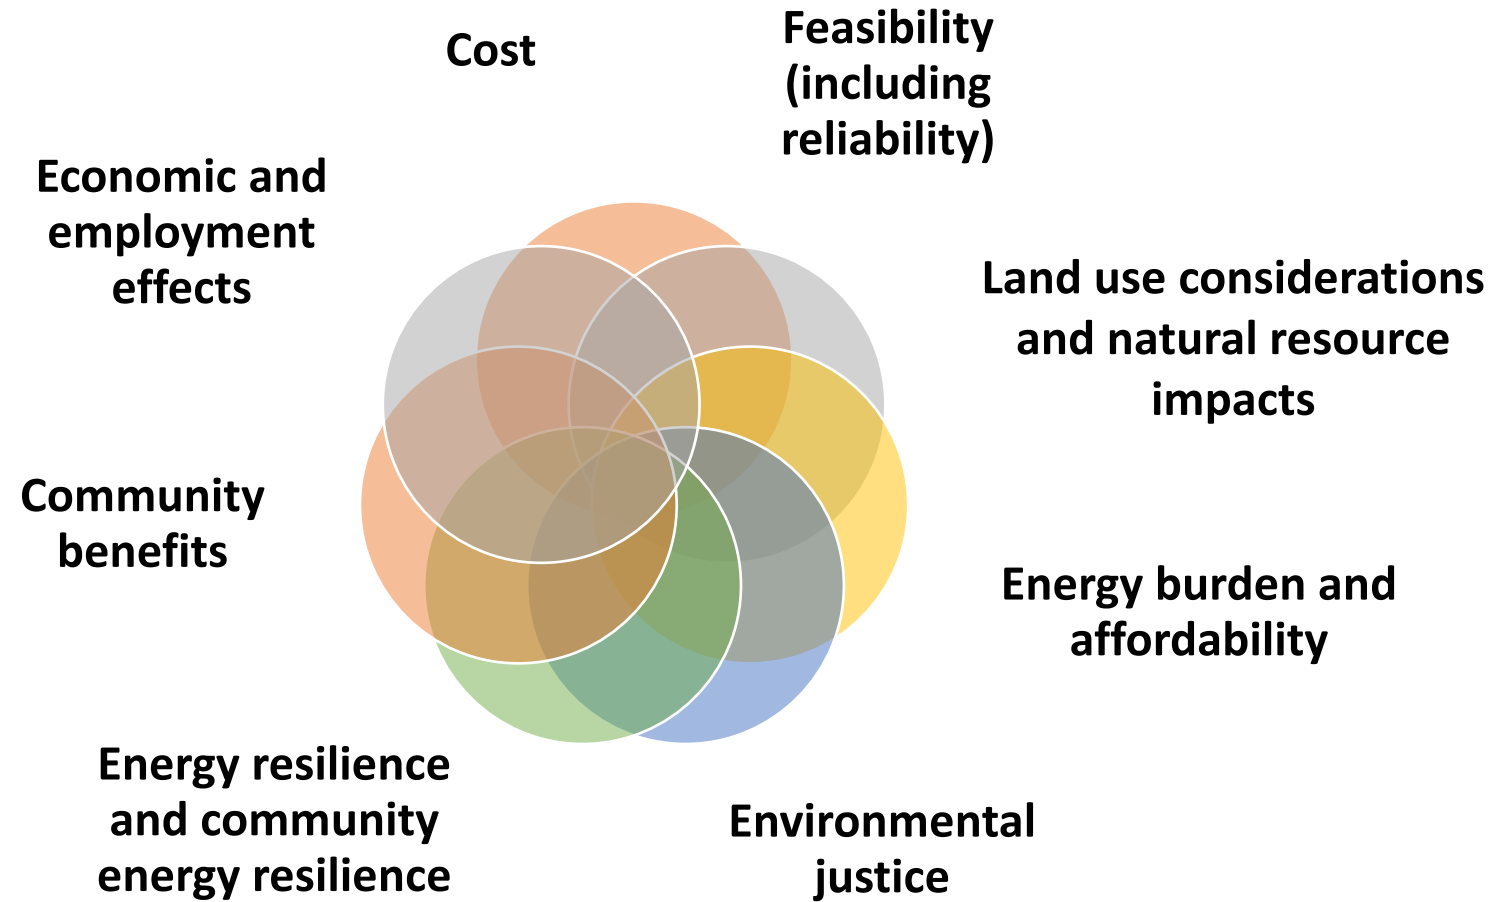 Cost
Feasibility
(including
reliability)
Economic and
employment
effects
Land use considerations
and natural resource
impacts
Community
benefits
Energy burden and
affordability
Energy resilience
and community
energy resilience
Environmental
justice